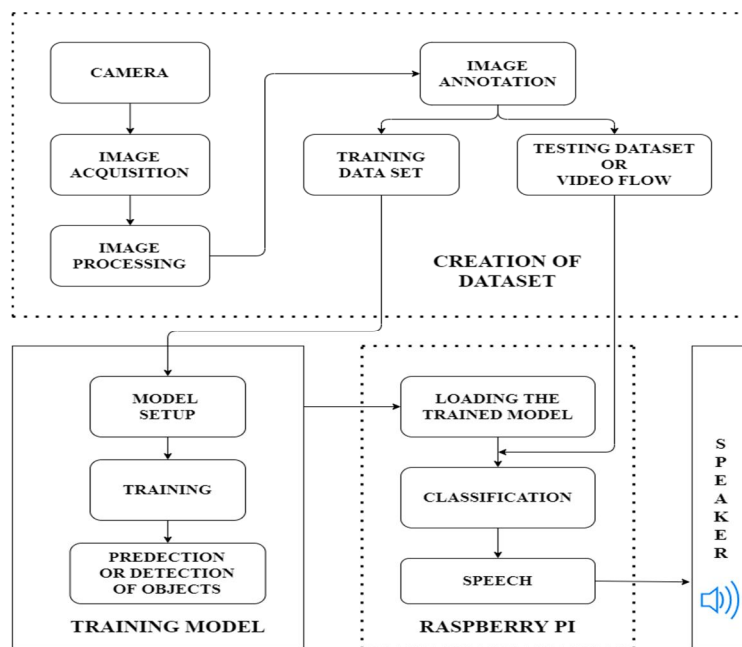 CAMERA
IMAGE
ACQUISITION
IMAGE
PROCESSING
IMAGE
ANNOTATION
TRAINING
DATA SET
TESTING DATASET
OR
VIDEO FLOW
CREATION OF
DATASET
MODEL
SETUP
TRAINING
PREDECTION
OR DETECTION
OF OBJECTS
TRAINING MODEL
LOADING THE
TRAINED MODEL
CLASSIFICATION
SPEECH
RASPBERRY PI
S
P
E
A
K
E
R